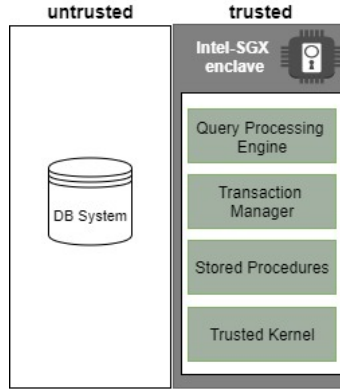 untrusted
trusted
Intel-SGX
enclave
DB System
Query Processing
Engine
Transaction
Manager
Stored Procedures
Trusted Kernel